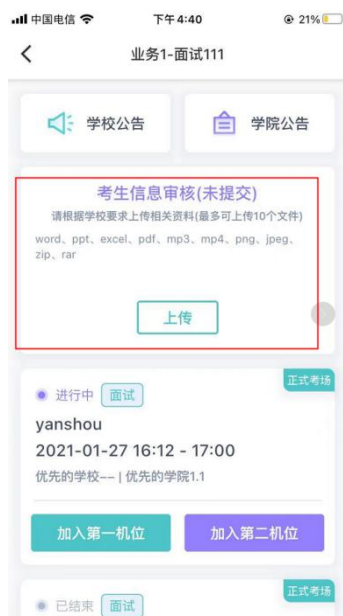 中国电信 下午4:40 21%
业务1-面试111
学校公告 学院公告
考生信息审核(未提交)
请根据学校要求上传相关资料(最多可上传10个文件)
word、ppt、excel、pdf、mp3、mp4、png、jpeg、
zip、rar
上传
正式考场
进行中 面试
yanshou
2021-01-27 16:12 - 17:00
优先的学校-- | 优先的学院1.1
加入第一机位 加入第二机位
正式考场
已结束 面试